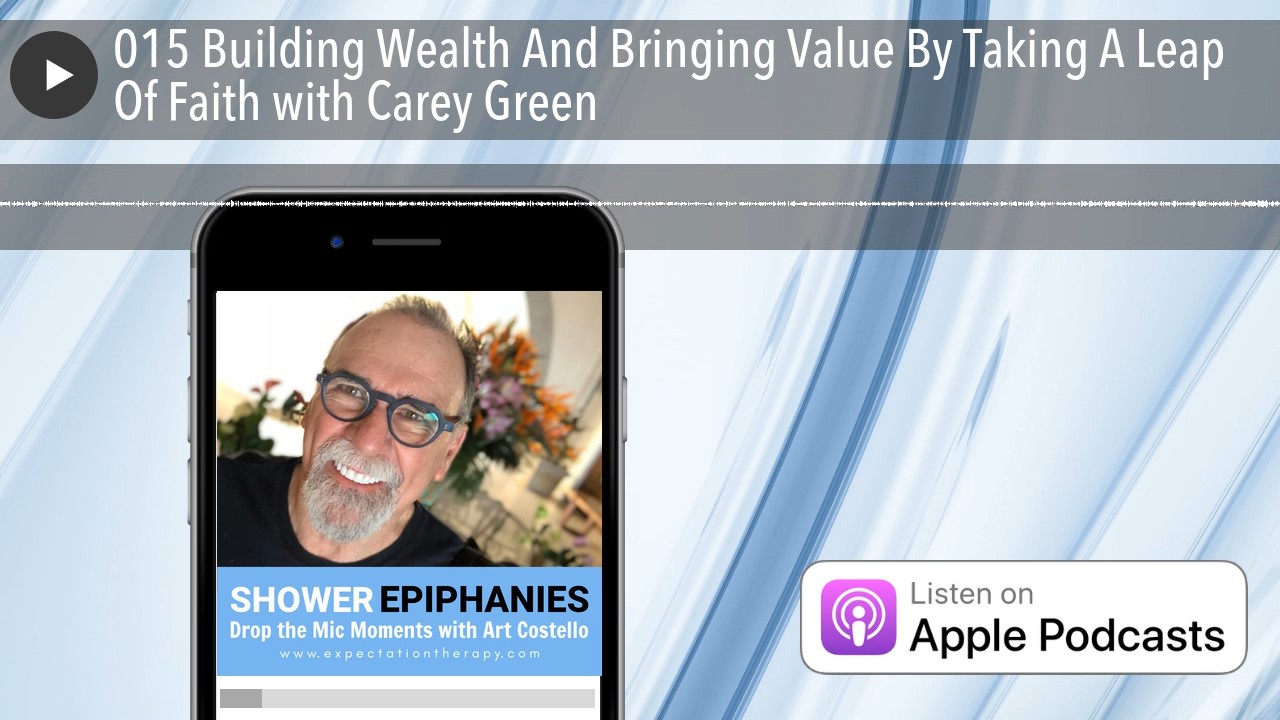 015 Building Wealth And Bringing Value By Taking A Leap
Of Faith with Carey Green
SHOWER EPIPHANIES
Drop the Mic Moments with Art Costello
www.expectationtherapy.com
Listen on
Apple Podcasts